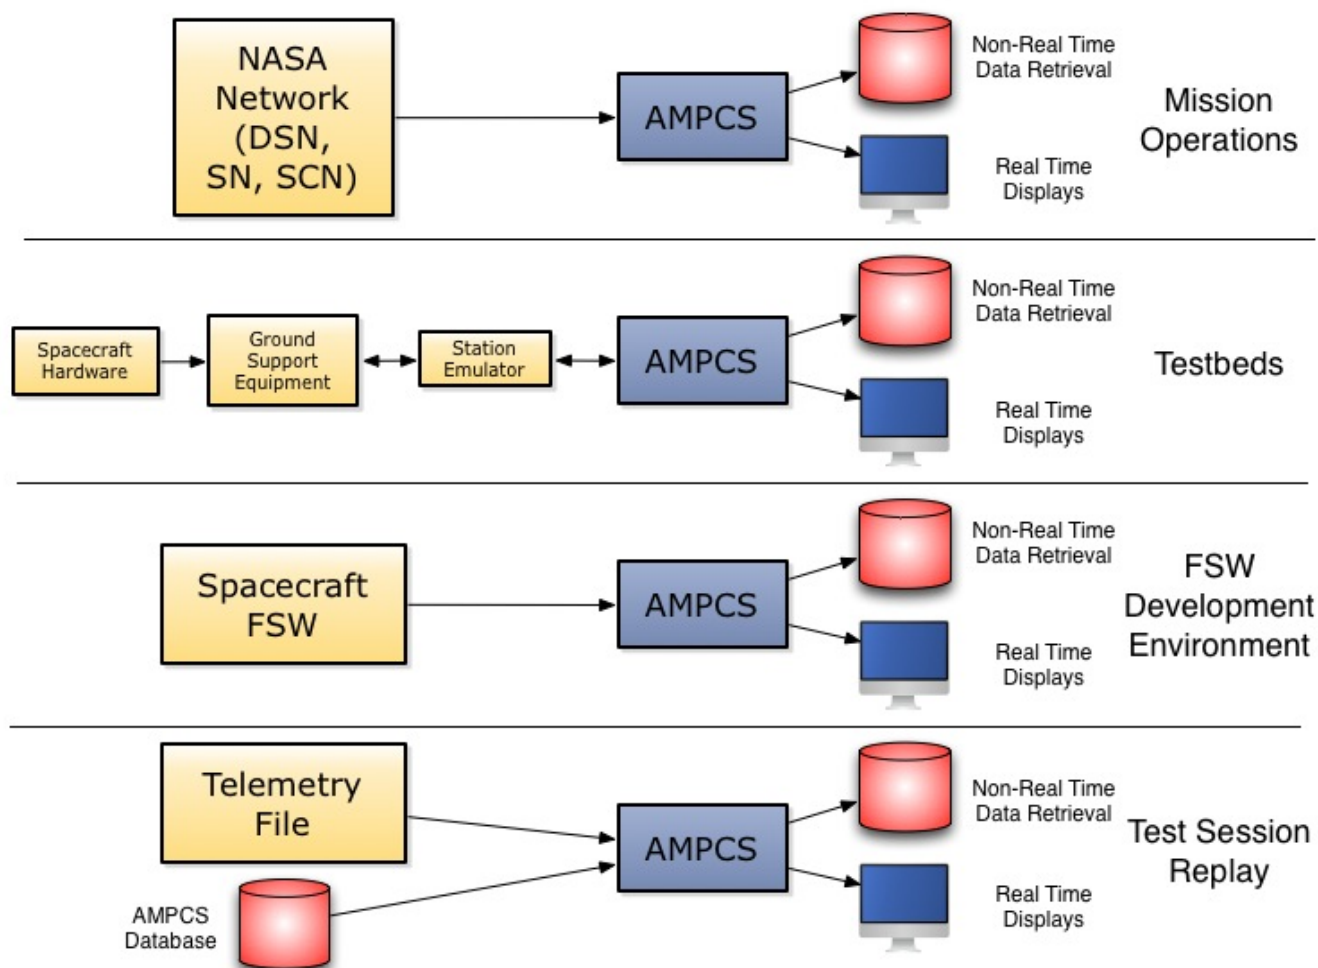 NASA
Network
(DSN,
SN, SCN)
AMPCS
Non-Real Time
Data Retrieval
Real Time
Displays
Mission
Operations
Spacecraft
Hardware
Ground
Support
Equipment
Station
Emulator
AMPCS
Non-Real Time
Data Retrieval
Real Time
Displays
Testbeds
Spacecraft
FSW
AMPCS
Non-Real Time
Data Retrieval
Real Time
Displays
FSW
Development
Environment
Telemetry
File
AMPCS
Database
AMPCS
Non-Real Time
Data Retrieval
Real Time
Displays
Test Session
Replay